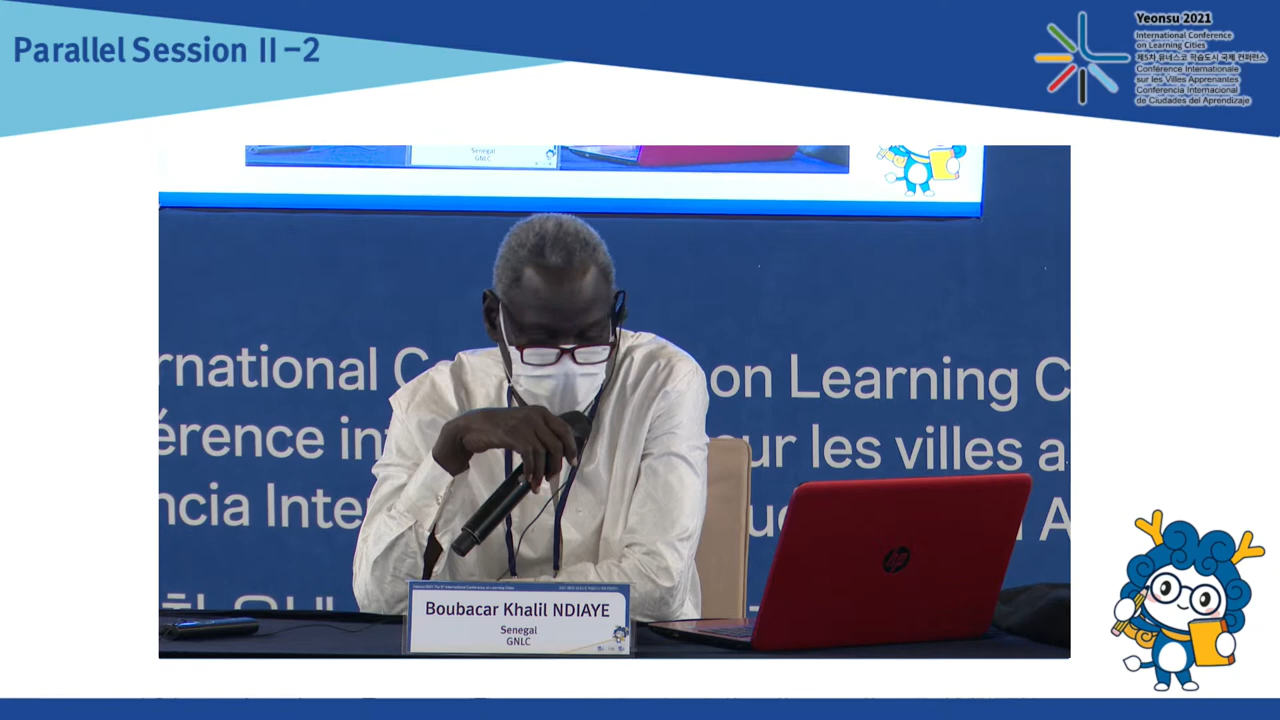 Parallel Session II-2
Yeonsu 2021
International Conference
on Learning Cities
제5차 유네스코 학습도시 국제 컨퍼런스
Conférence Internationale
sur les Villes Apprenantes
Conferencia Internacional
de Ciudades del Aprendizaje
Senegal
GNLC
rnational C on Learning C
érence in ur les villes a
ncia Inte A
hp
Boubacar Khalil NDIAYE
Senegal
GNLC